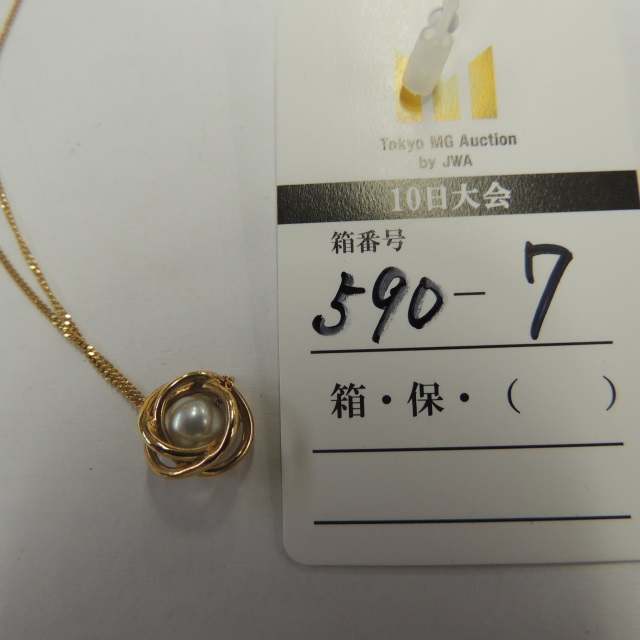 Tokyo MG Auction
by JWA
10日大会
箱番号
590-7
箱・保・（　）